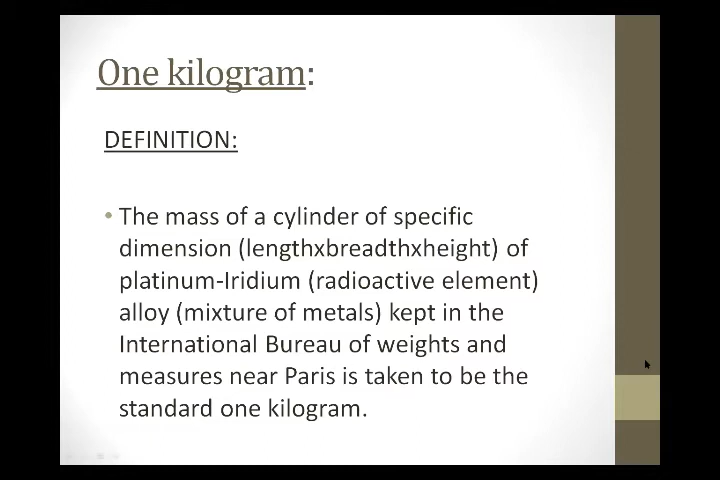 One kilogram:
DEFINITION:
• The mass of a cylinder of specific
dimension (lengthxbreadthxheight) of
platinum-Iridium (radioactive element)
alloy (mixture of metals) kept in the
International Bureau of weights and
measures near Paris is taken to be the
standard one kilogram.